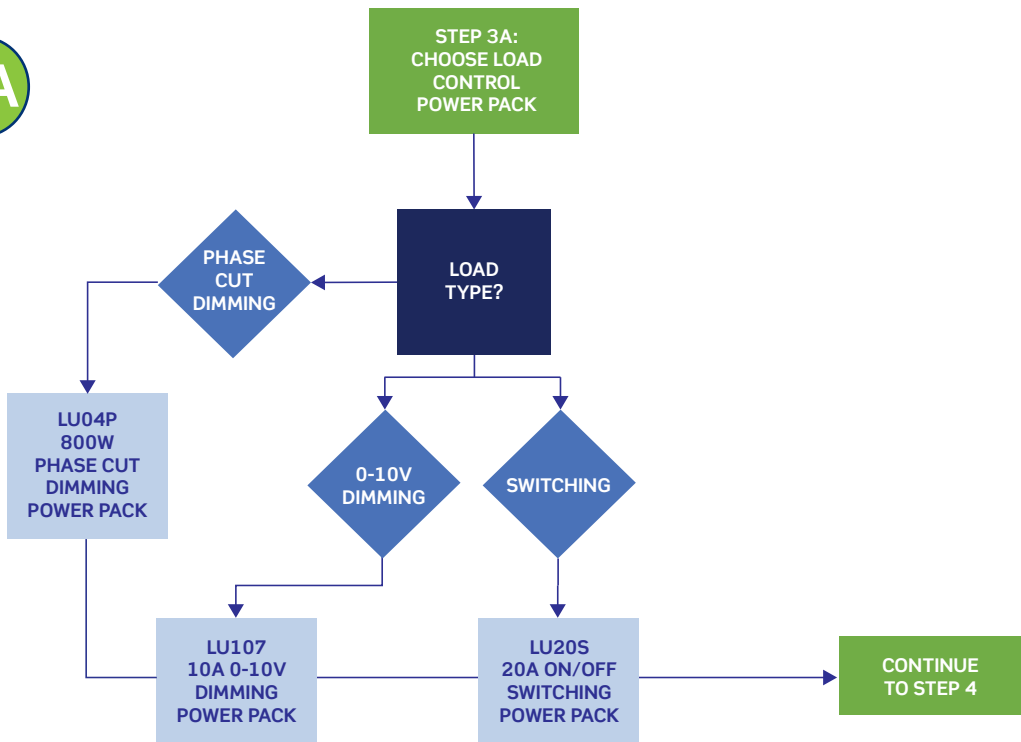 A
STEP 3A:
CHOOSE LOAD
CONTROL
POWER PACK
LOAD
TYPE?
PHASE
CUT
DIMMING
LU04P
800W
PHASE CUT
DIMMING
POWER PACK
0-10V
DIMMING
SWITCHING
LU107
10A 0-10V
DIMMING
POWER PACK
LU20S
20A ON/OFF
SWITCHING
POWER PACK
CONTINUE
TO STEP 4